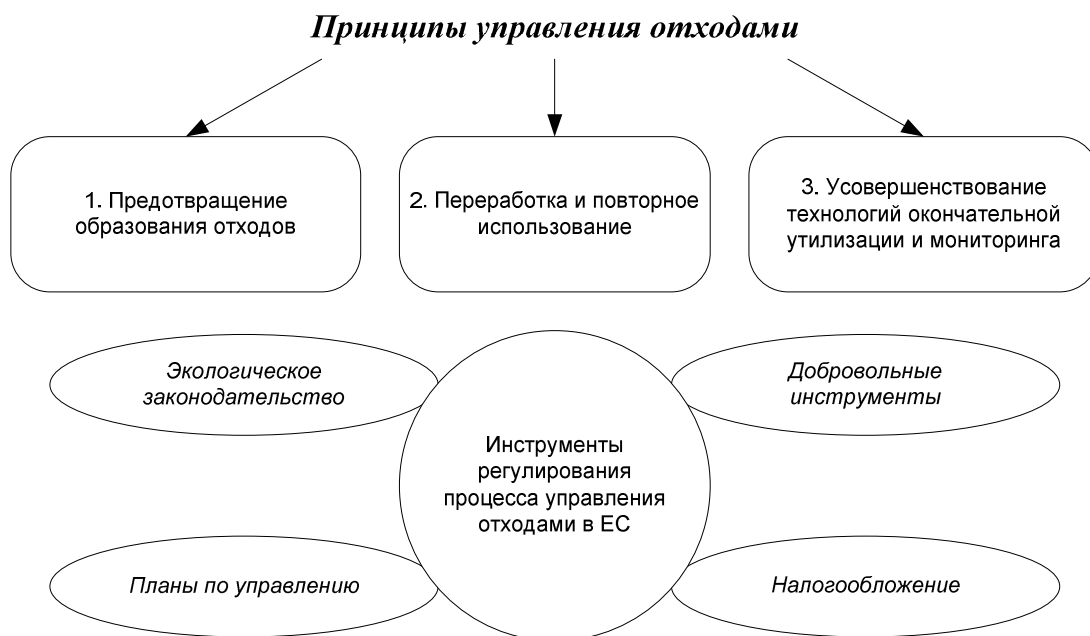 Принципы управления отходами
1. Предотвращение
образования отходов
2. Переработка и повторное
использование
3. Усовершенствование
технологий окончательной
утилизации и мониторинга
Экологическое
законодательство
Добровольные
инструменты
Инструменты
регулирования
процесса управления
отходами в ЕС
Планы по управлению
Налогообложение